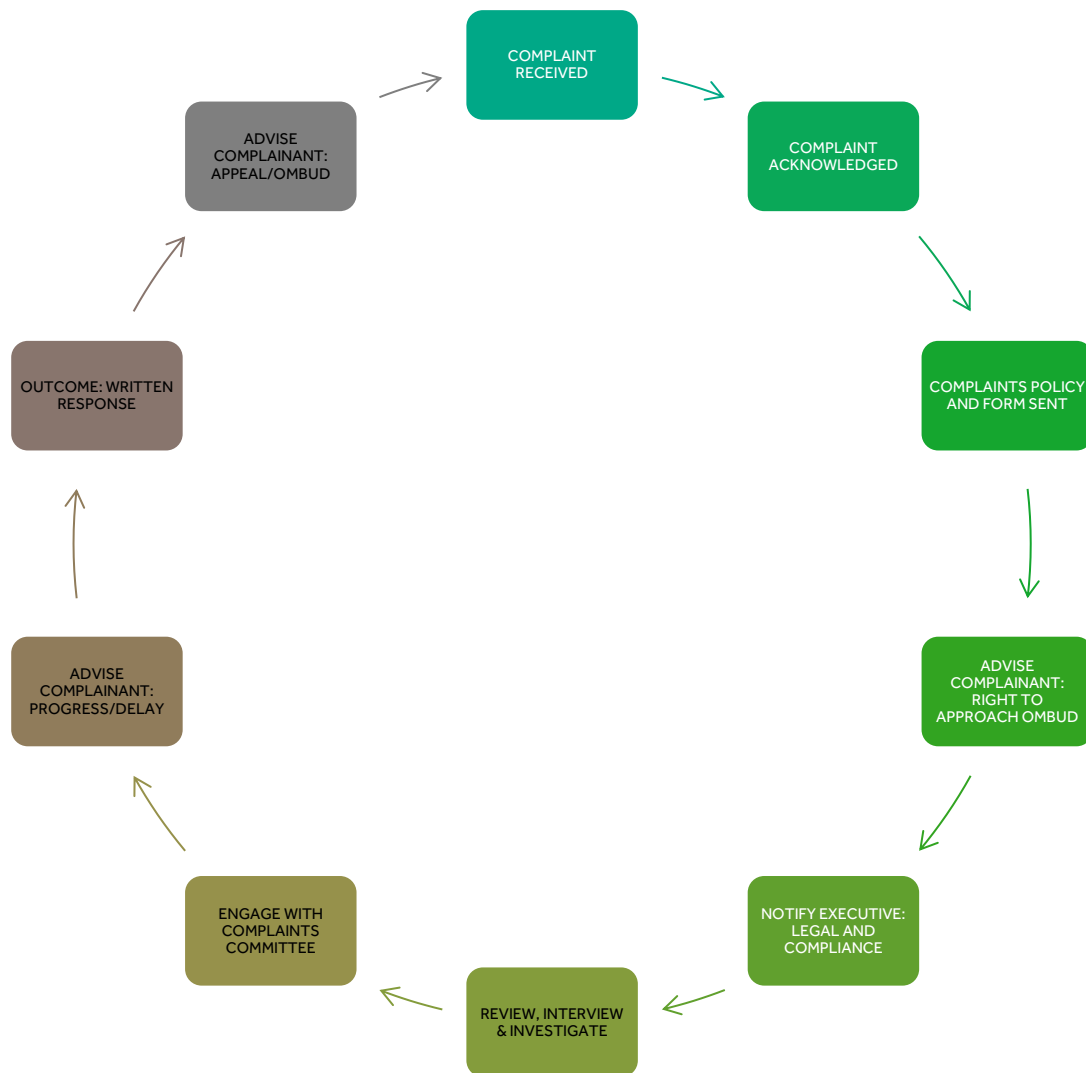 COMPLAINT
RECEIVED
COMPLAINT
ACKNOWLEDGED
COMPLAINTS POLICY
AND FORM SENT
ADVISE
COMPLAINANT:
RIGHT TO
APPROACH OMBUD
NOTIFY EXECUTIVE:
LEGAL AND
COMPLIANCE
REVIEW, INTERVIEW
& INVESTIGATE
ENGAGE WITH
COMPLAINTS
COMMITTEE
ADVISE
COMPLAINANT:
PROGRESS/DELAY
OUTCOME: WRITTEN
RESPONSE
ADVISE
COMPLAINANT:
APPEAL/OMBUD